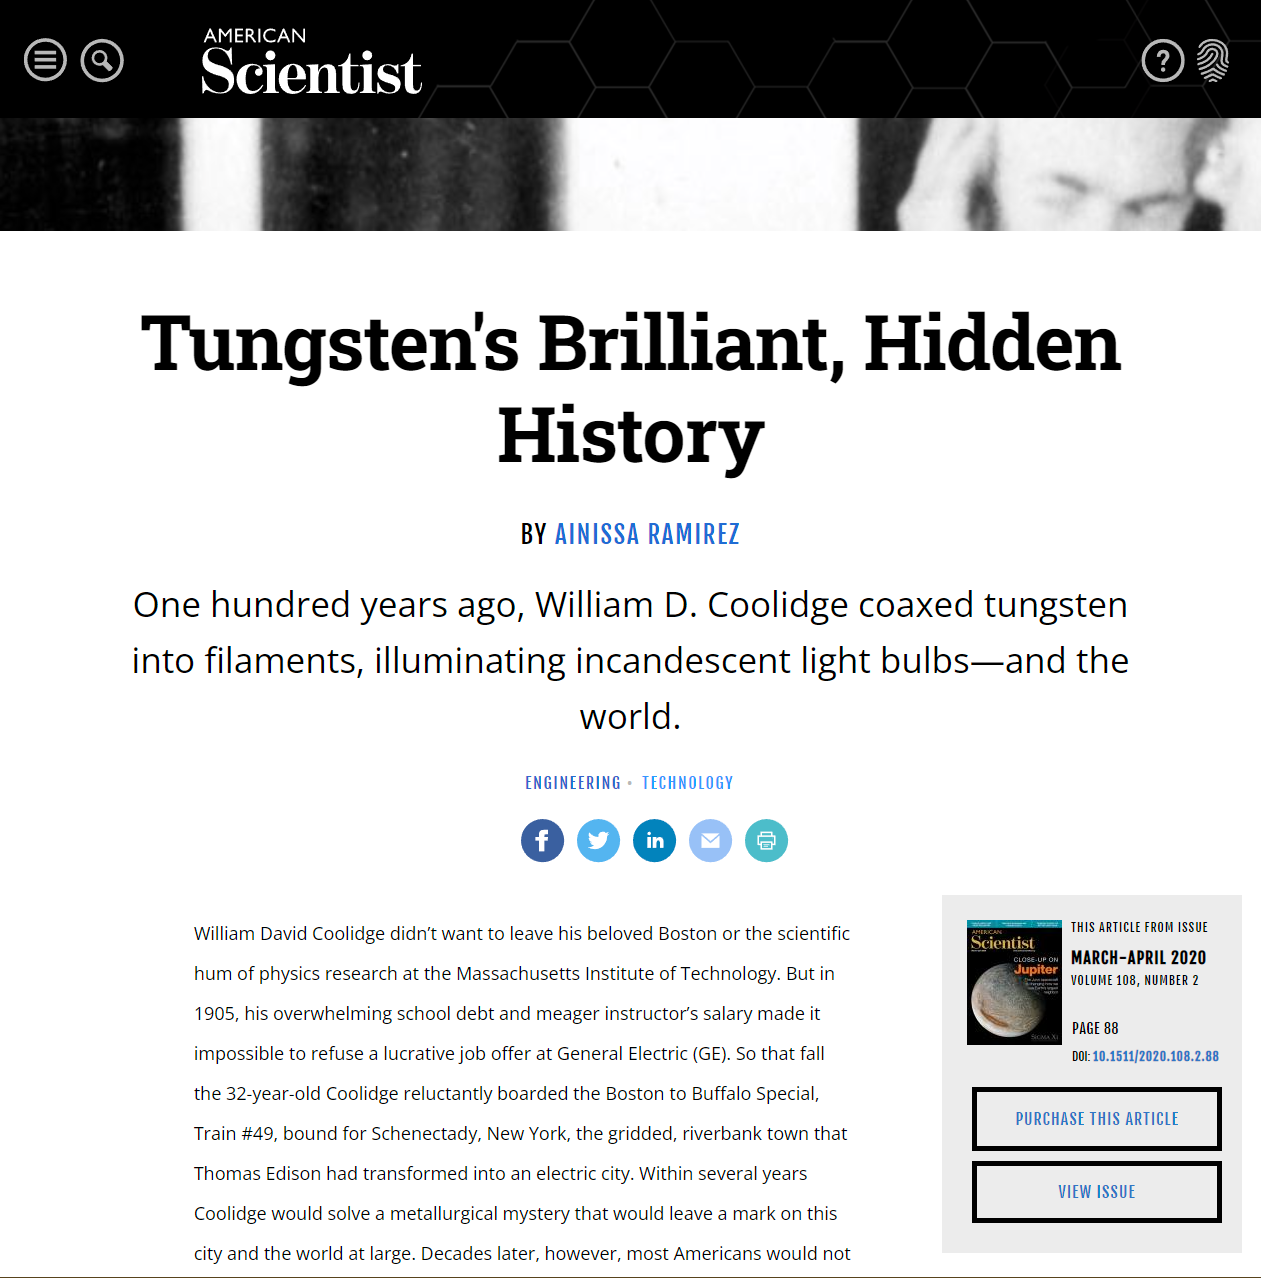 AMERICAN
Scientist
?
Tungsten's Brilliant, Hidden
History
BY AINISSA RAMIREZ
One hundred years ago, William D. Coolidge coaxed tungsten
into filaments, illuminating incandescent light bulbs—and the
world.
ENGINEERING • TECHNOLOGY
f
in
William David Coolidge didn’t want to leave his beloved Boston or the scientific
hum of physics research at the Massachusetts Institute of Technology. But in
1905, his overwhelming school debt and meager instructor’s salary made it
impossible to refuse a lucrative job offer at General Electric (GE). So that fall
the 32-year-old Coolidge reluctantly boarded the Boston to Buffalo Special,
Train #49, bound for Schenectady, New York, the gridded, riverbank town that
Thomas Edison had transformed into an electric city. Within several years
Coolidge would solve a metallurgical mystery that would leave a mark on this
city and the world at large. Decades later, however, most Americans would not
AMERICAN
Scientist
CLOSE-UP ON
Jupiter
SIGMA XI
THIS ARTICLE FROM ISSUE
MARCH-APRIL 2020
VOLUME 108, NUMBER 2
PAGE 88
DOI: 10.1511/2020.108.2.88
PURCHASE THIS ARTICLE
VIEW ISSUE